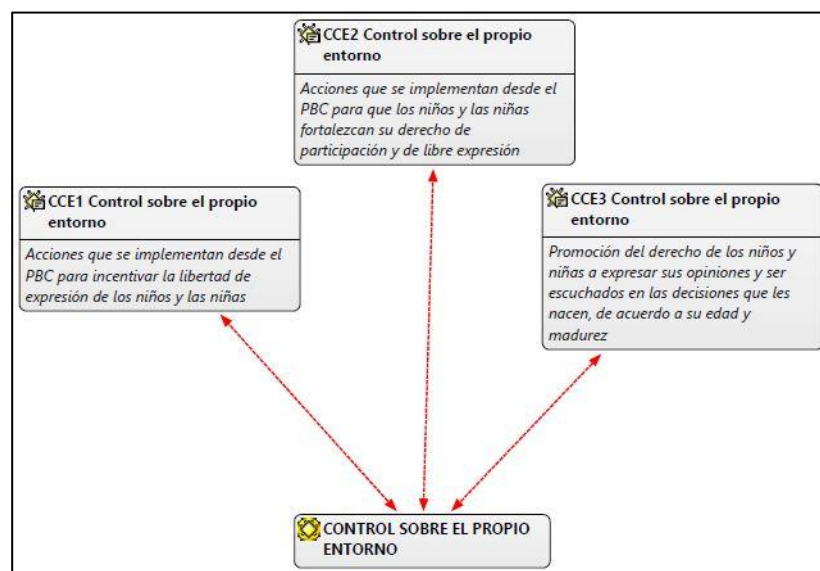 CCE2 Control sobre el propio
entorno
Acciones que se implementan desde el
PBC para que los niños y las niñas
fortalezcan su derecho de
participación y de libre expresión
CCE1 Control sobre el propio
entorno
Acciones que se implementan desde el
PBC para incentivar la libertad de
expresión de los niños y las niñas
CCE3 Control sobre el propio
entorno
Promoción del derecho de los niños y
niñas a expresar sus opiniones y ser
escuchados en las decisiones que les
nacen, de acuerdo a su edad y
madurez
CONTROL SOBRE EL PROPIO
ENTORNO